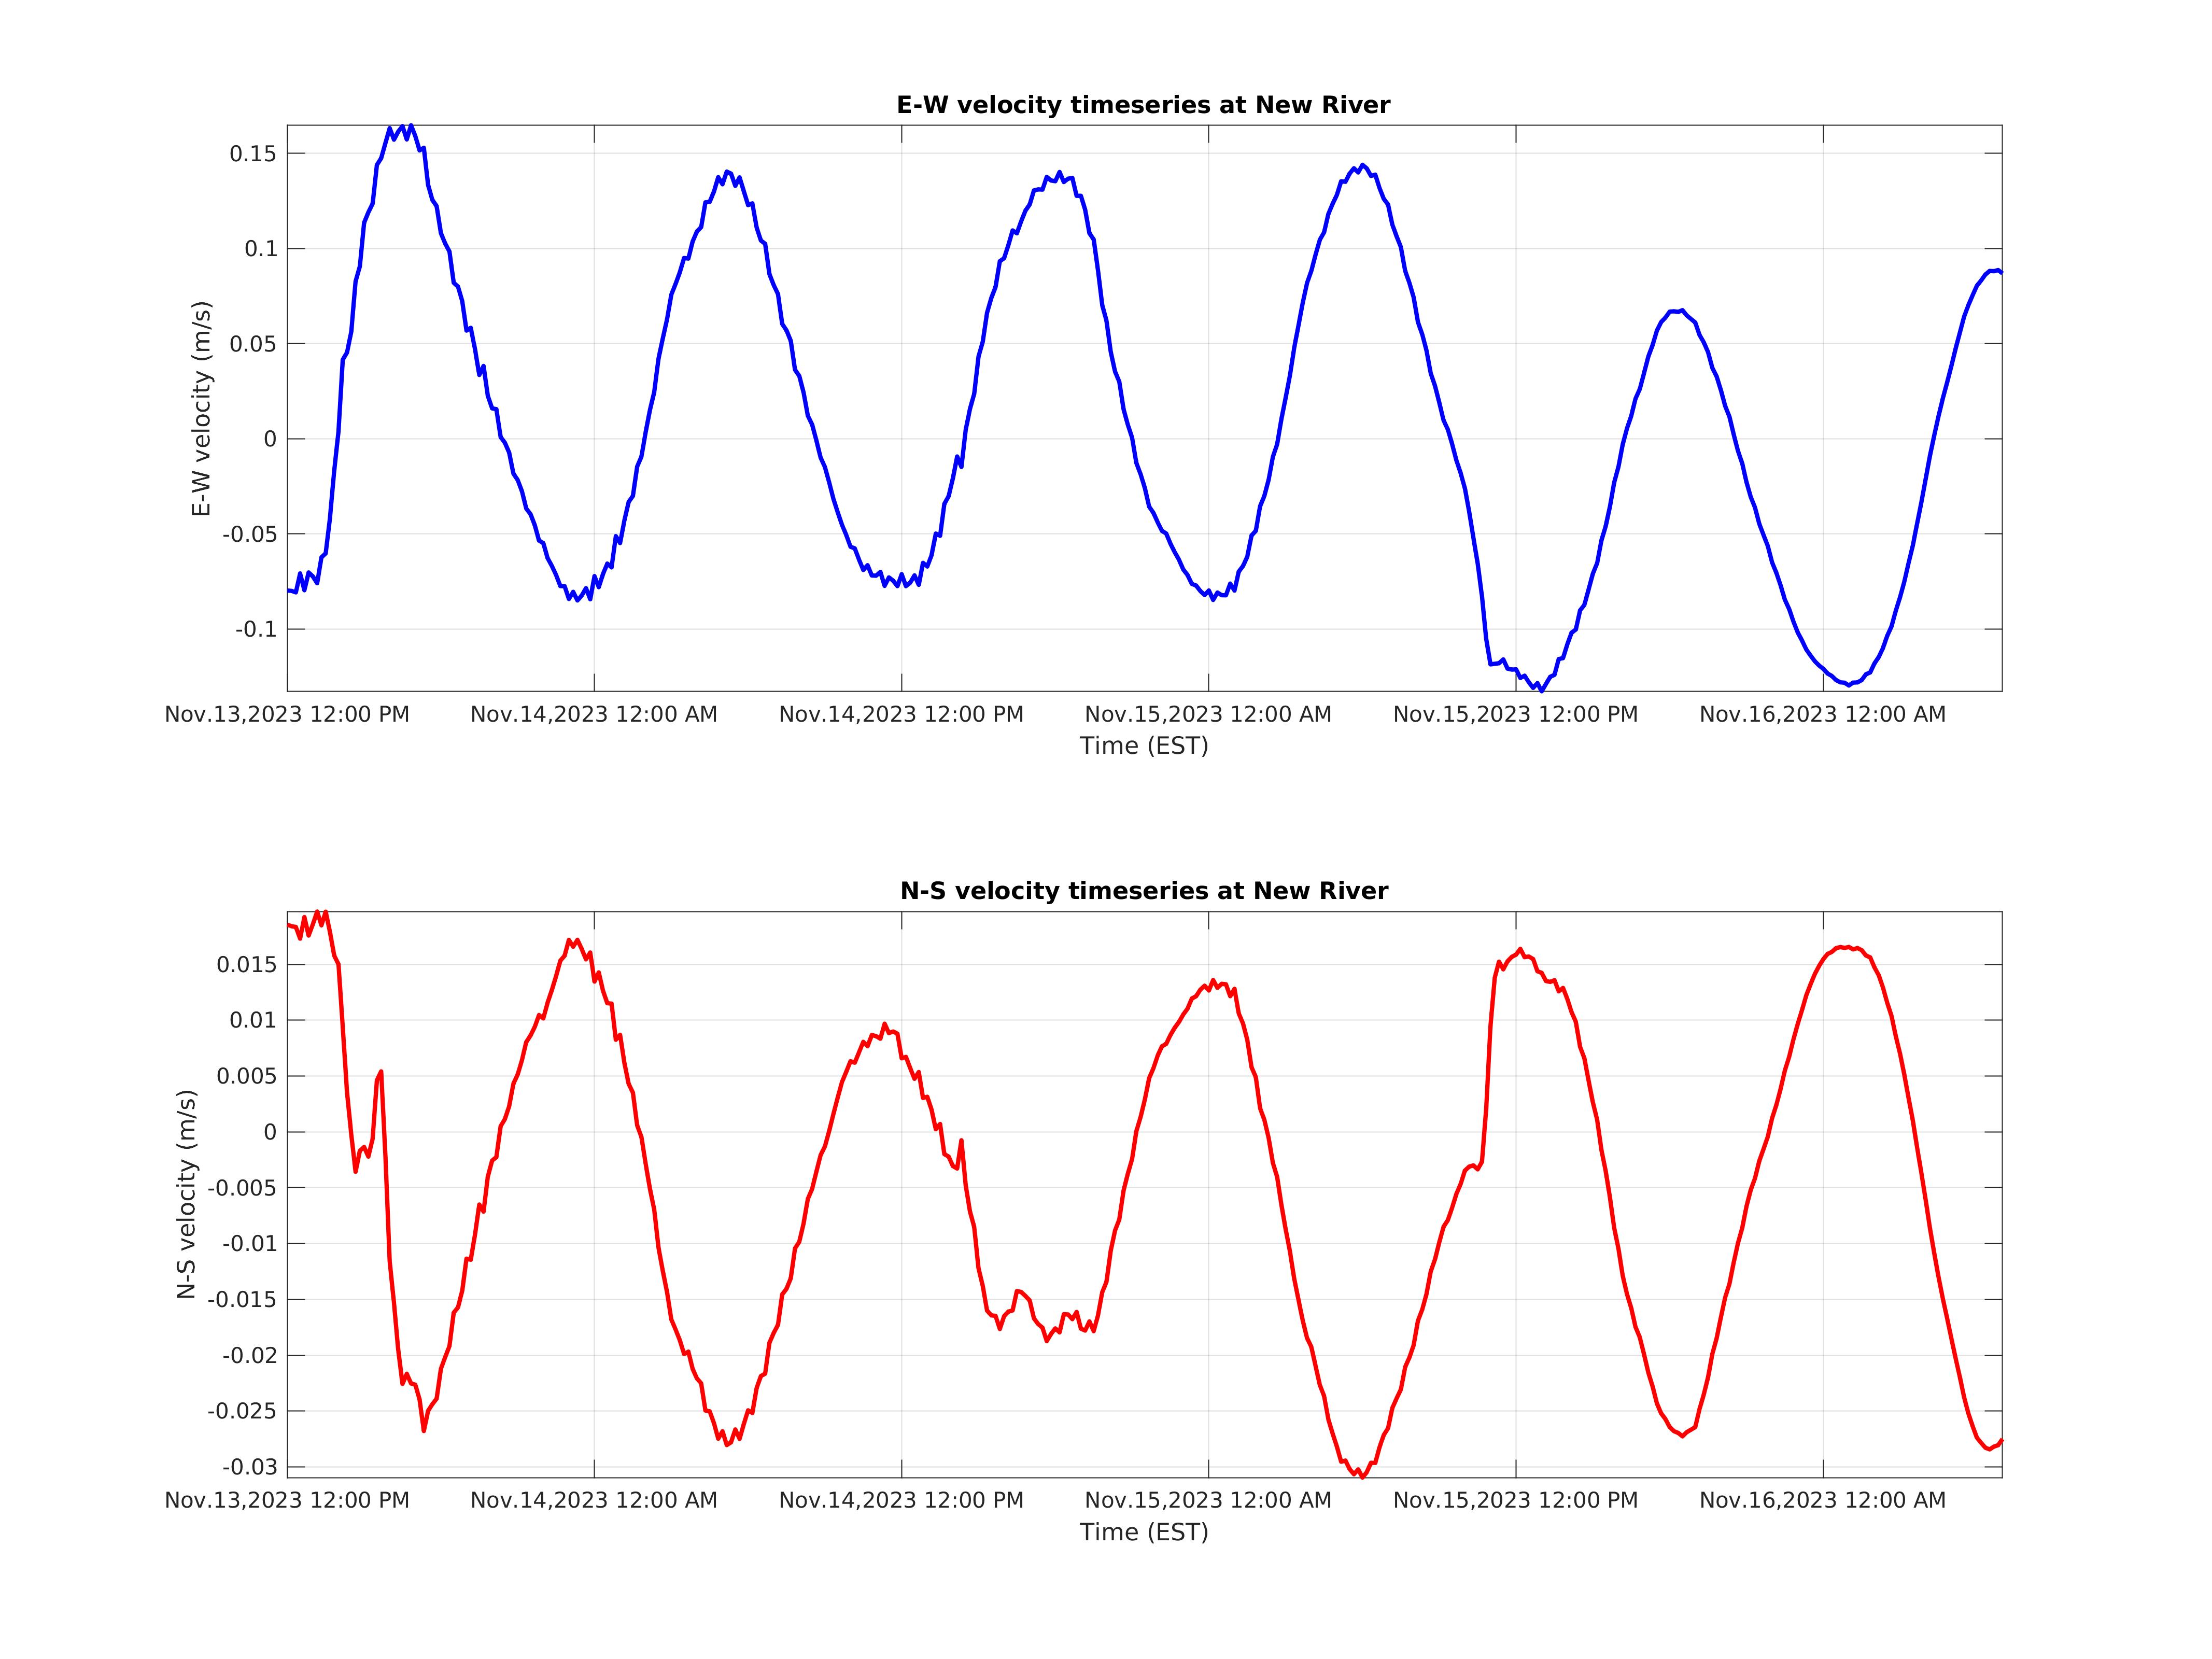 E-W velocity timeseries at New River
0.15
0.1
0.05
0
-0.05
-0.1
E-W velocity (m/s)
Nov.13,2023 12:00 PM Nov.14,2023 12:00 AM Nov.14,2023 12:00 PM Nov.15,2023 12:00 AM Nov.15,2023 12:00 PM Nov.16,2023 12:00 AM
Time (EST)
N-S velocity timeseries at New River
0.015
0.01
0.005
0
-0.005
-0.01
-0.015
-0.02
-0.025
-0.03
N-S velocity (m/s)
Nov.13,2023 12:00 PM Nov.14,2023 12:00 AM Nov.14,2023 12:00 PM Nov.15,2023 12:00 AM Nov.15,2023 12:00 PM Nov.16,2023 12:00 AM
Time (EST)